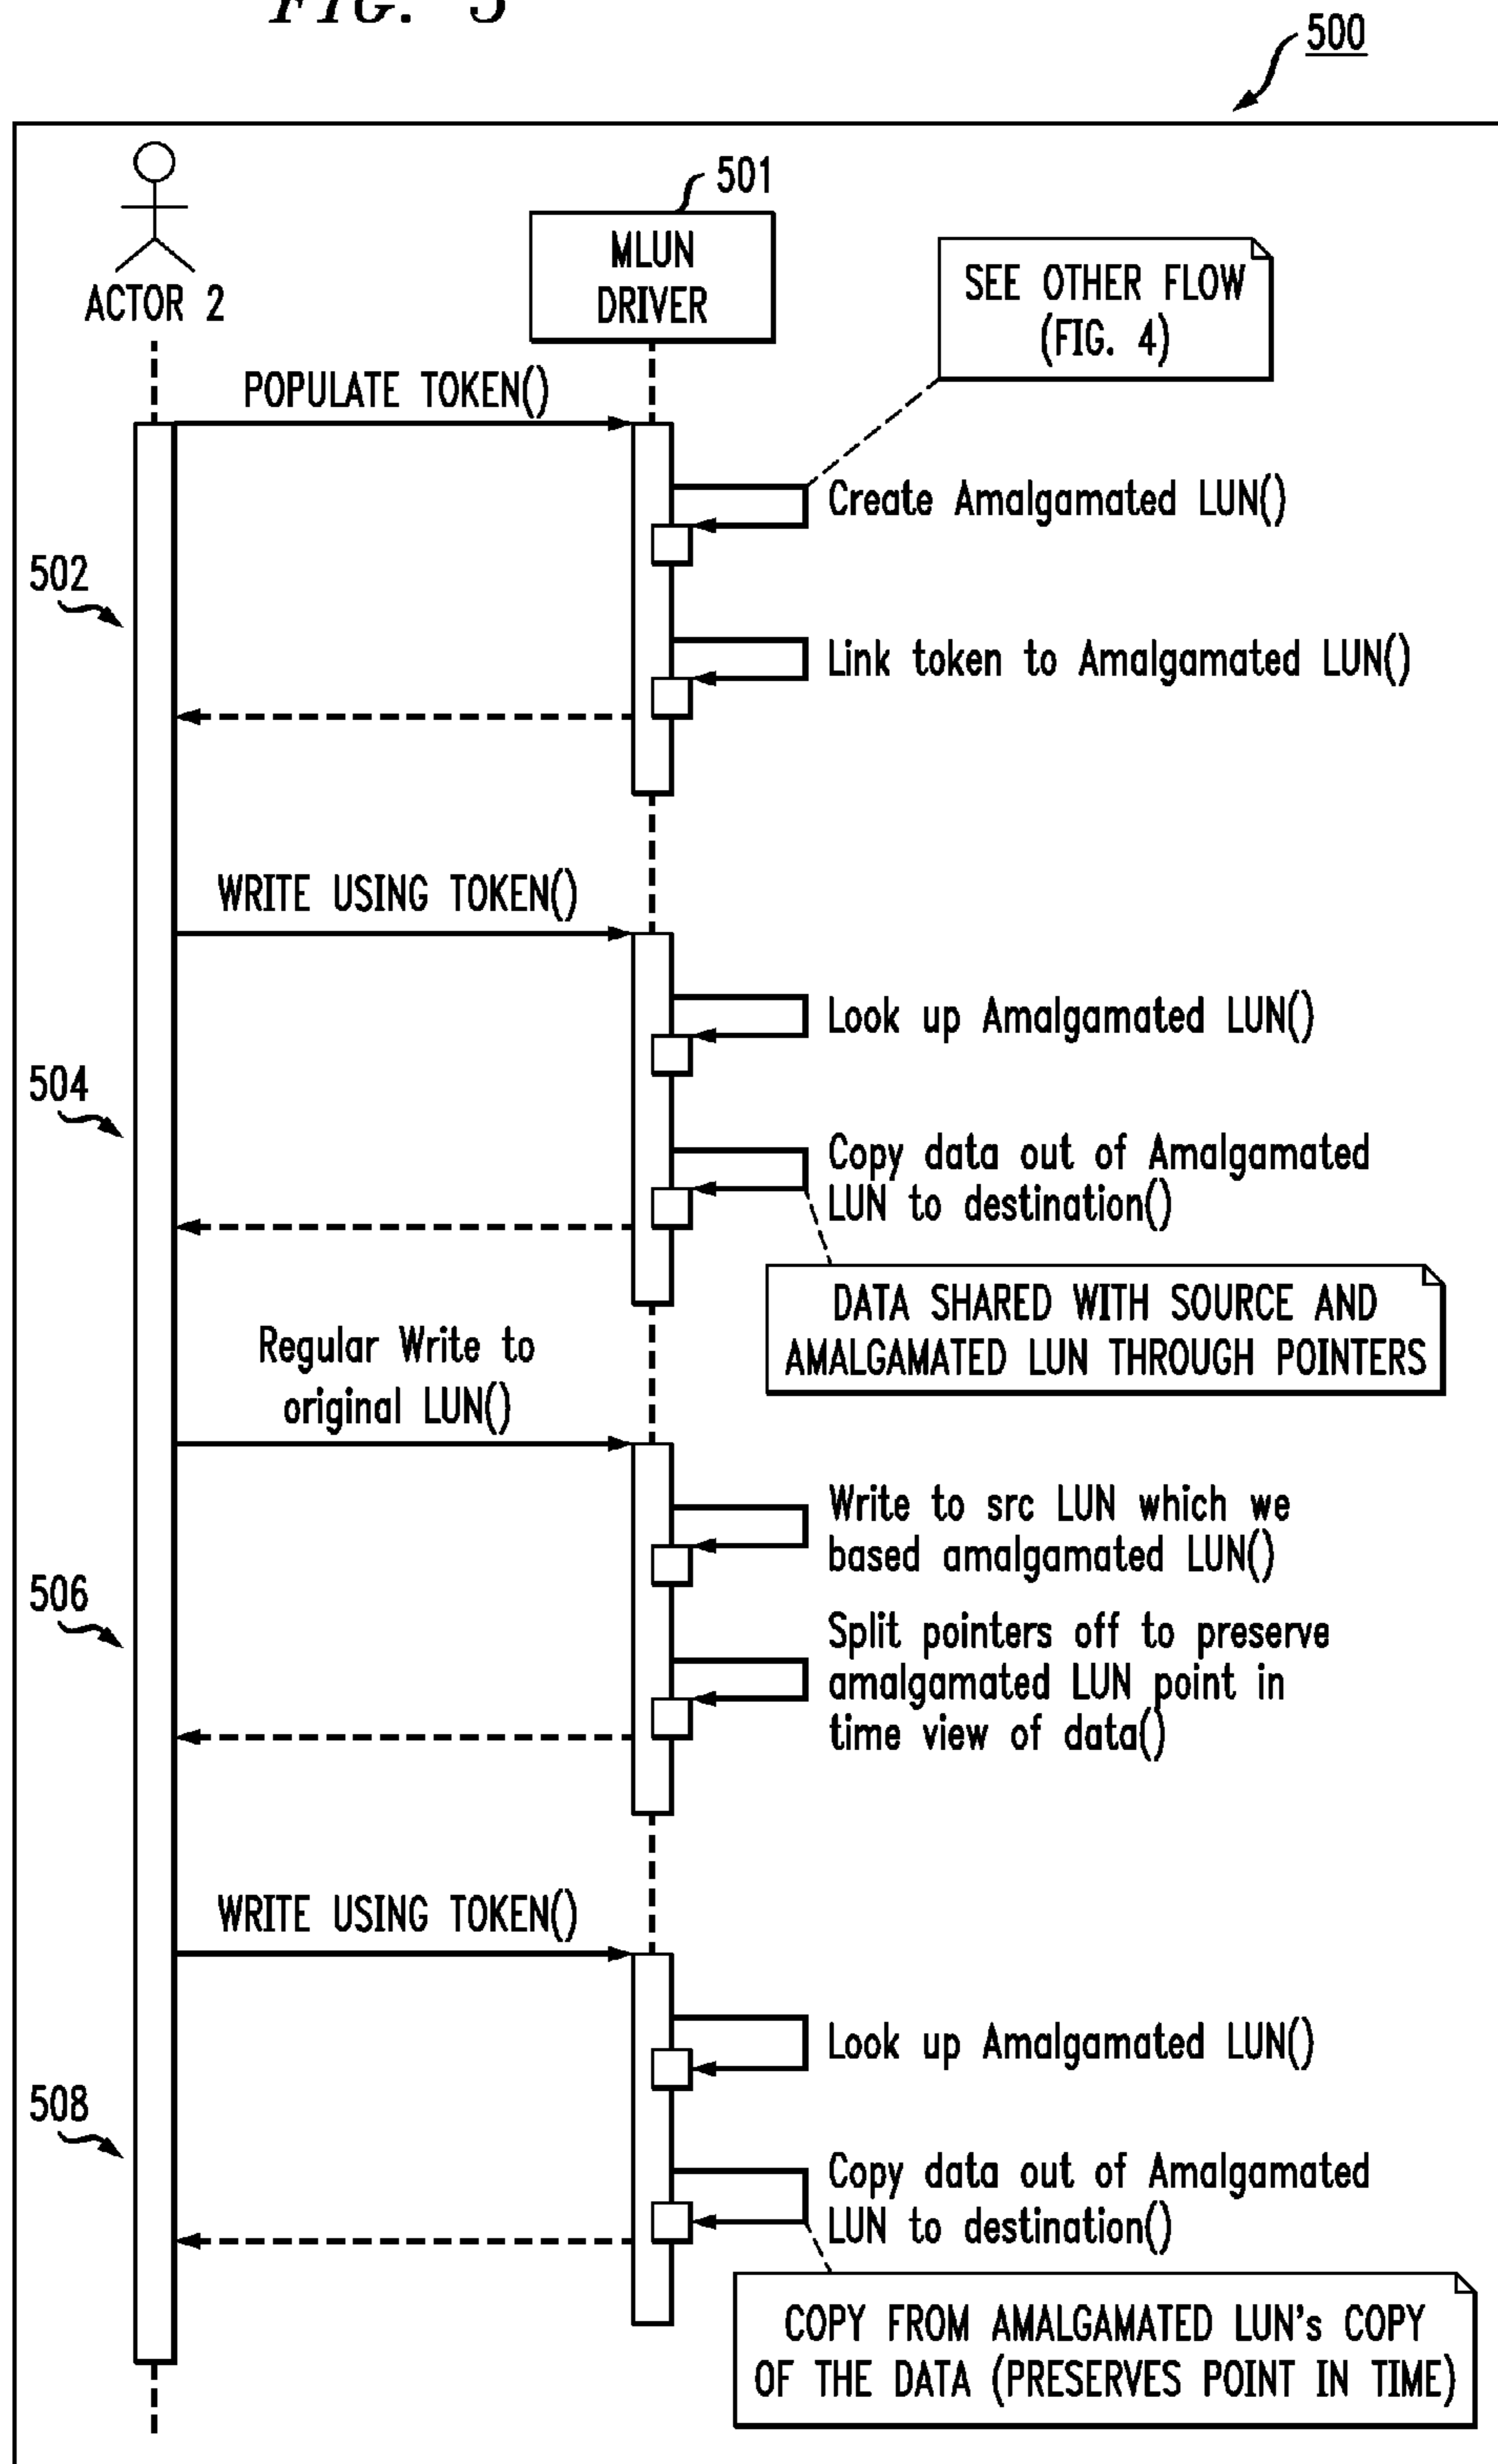 FIG. 5
500
501
MLUN
DRIVER
ACTOR 2
SEE OTHER FLOW
(FIG. 4)
POPULATE TOKEN()
Create Amalgamated LUN()
502
Link token to Amalgamated LUN()
WRITE USING TOKEN()
Look up Amalgamated LUN()
504
Copy data out of Amalgamated
LUN to destination()
DATA SHARED WITH SOURCE AND
AMALGAMATED LUN THROUGH POINTERS
Regular Write to
original LUN()
Write to src LUN which we
based amalgamated LUN()
506
Split pointers off to preserve
amalgamated LUN point in
time view of data()
WRITE USING TOKEN()
Look up Amalgamated LUN()
508
Copy data out of Amalgamated
LUN to destination()
COPY FROM AMALGAMATED LUN's COPY
OF THE DATA (PRESERVES POINT IN TIME)